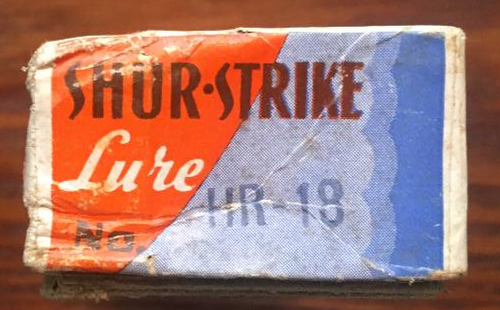 SHUR·STRIKE
Lure
No. HR-18